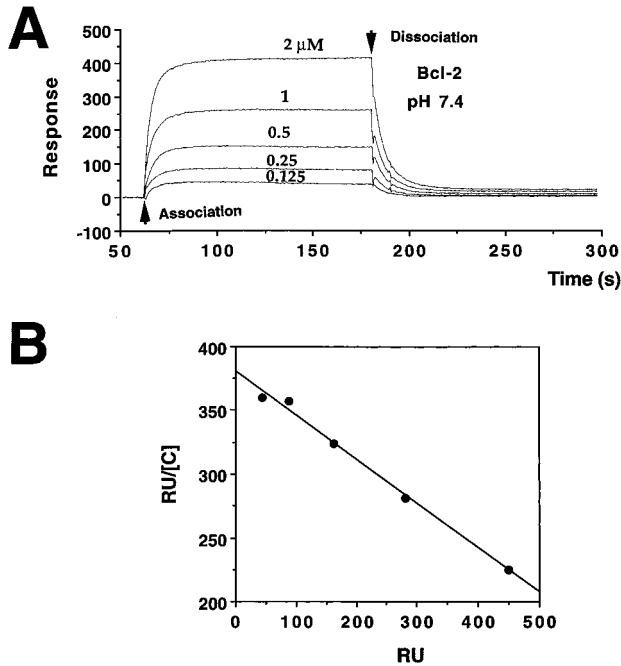 A
500
400
300
200
100
0
-100
Response
2 µM
1
0.5
0.25
0.125
Dissociation
Bcl-2
pH 7.4
Association
50 100 150 200 250 300
Time (s)
B
400
350
300
250
200
RU/[C]
0 100 200 300 400 500
RU